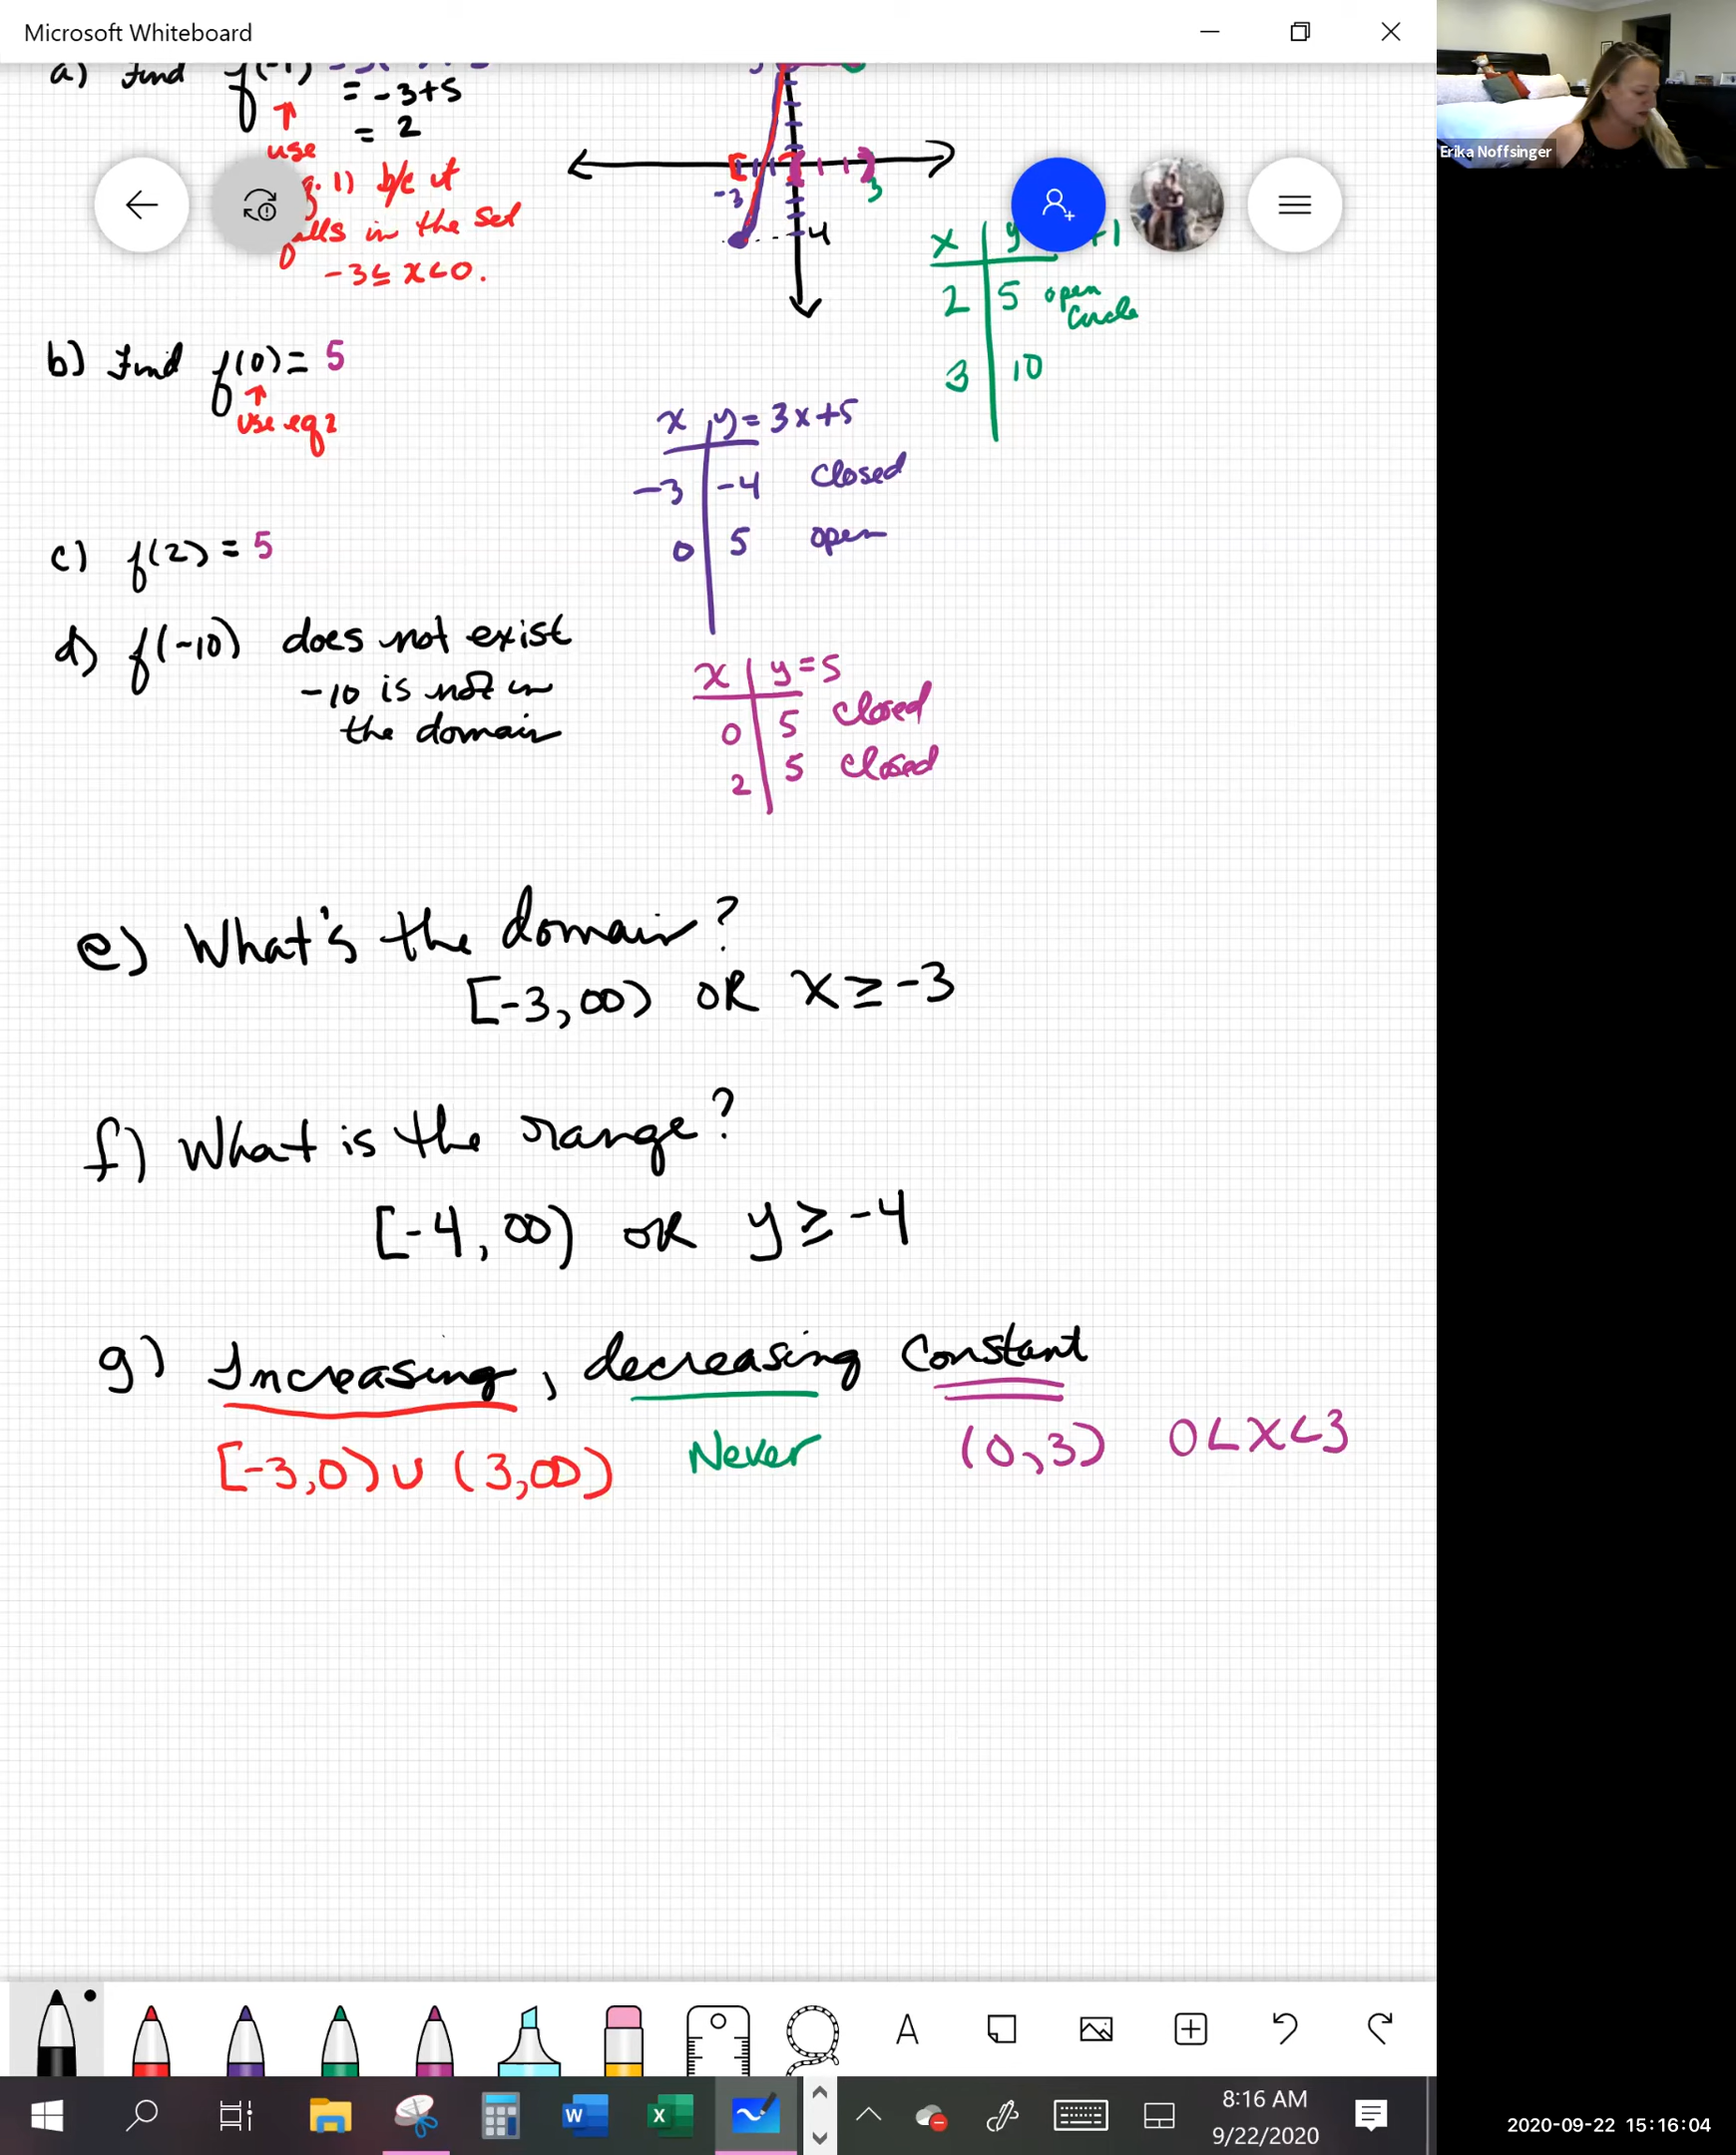 Microsoft Whiteboard
a) Find f(-1)
= -3+5
= 2
use
1) b/c it
falls in the set
-3 ≤ x < 0.
-3
3
-4
x | y +1
2 | 5 open circle
3 | 10
b) Find f(0) = 5
use eq 2
x | y = 3x+5
-3 | -4 closed
0 | 5 open
c) f(2) = 5
d) f(-10) does not exist
-10 is not in
the domain
x | y = 5
0 | 5 closed
2 | 5 closed
e) What's the domain?
[-3,∞) OR x ≥ -3
f) What is the range?
[-4,∞) OR y ≥ -4
g) Increasing, decreasing Constant
[-3,0) ∪ (3,∞) Never (0,3) 0<x<3
Erika Noffsinger
8:16 AM
9/22/2020
2020-09-22 15:16:04